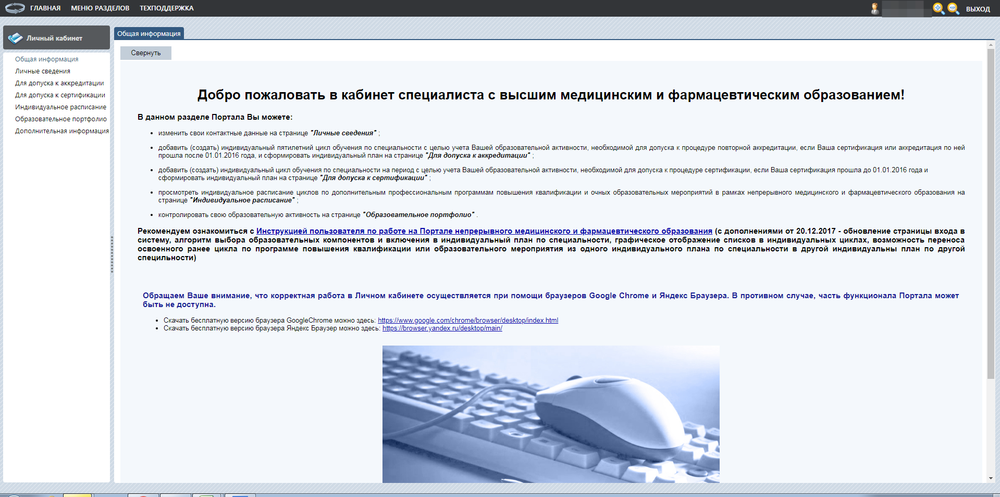 ГЛАВНАЯ МЕНЮ РАЗДЕЛОВ ТЕХПОДДЕРЖКА ВЫХОД
Личный кабинет
Общая информация
Личные сведения
Для допуска к аккредитации
Для допуска к сертификации
Индивидуальное расписание
Образовательное портфолио
Дополнительная информация
Общая информация
Свернуть
Добро пожаловать в кабинет специалиста с высшим медицинским и фармацевтическим образованием!
В данном разделе Портала Вы можете:
• изменить свои контактные данные на странице "Личные сведения" ;
• добавить (создать) индивидуальный пятилетний цикл обучения по специальности с целью учета Вашей образовательной активности, необходимой для допуска к процедуре повторной аккредитации, если Ваша сертификация или аккредитация по ней
прошла после 01.01.2016 года, и сформировать индивидуальный план на странице "Для допуска к аккредитации" ;
• добавить (создать) индивидуальный цикл обучения по специальности на период с целью учета Вашей образовательной активности, необходимой для допуска к процедуре сертификации, если Ваша сертификация прошла до 01.01.2016 года и
сформировать индивидуальный план на странице "Для допуска к сертификации" ;
• просмотреть индивидуальное расписание циклов по дополнительным профессиональным программам повышения квалификации и очных образовательных мероприятий в рамках непрерывного медицинского и фармацевтического образования на
странице "Индивидуальное расписание" ;
• контролировать свою образовательную активность на странице "Образовательное портфолио" .
Рекомендуем ознакомиться с Инструкцией пользователя по работе на Портале непрерывного медицинского и фармацевтического образования (с дополнениями от 20.12.2017 - обновление страницы входа в
систему, алгоритм выбора образовательных компонентов и включения в индивидуальный план по специальности, графическое отображение списков в индивидуальных циклах, возможность переноса
освоенного ранее цикла по программе повышения квалификации или образовательного мероприятия из одного индивидуального плана по специальности в другой индивидуальны план по другой
специльности)
Обращаем Ваше внимание, что корректная работа в Личном кабинете осуществляется при помощи браузеров Google Chrome и Яндекс Браузера. В противном случае, часть функционала Портала может
быть не доступна.
• Скачать бесплатную версию браузера GoogleChrome можно здесь: https://www.google.com/chrome/browser/desktop/index.html
• Скачать бесплатную версию браузера Яндекс Браузер можно здесь: https://browser.yandex.ru/desktop/main/